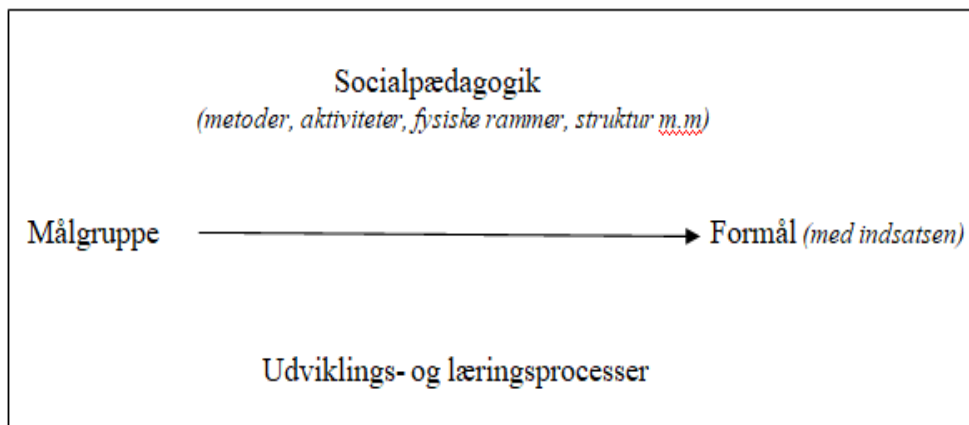 Socialpædagogik
(metoder, aktiviteter, fysiske rammer, struktur m.m)
Målgruppe Formål (med indsatsen)
Udviklings- og læringsprocesser